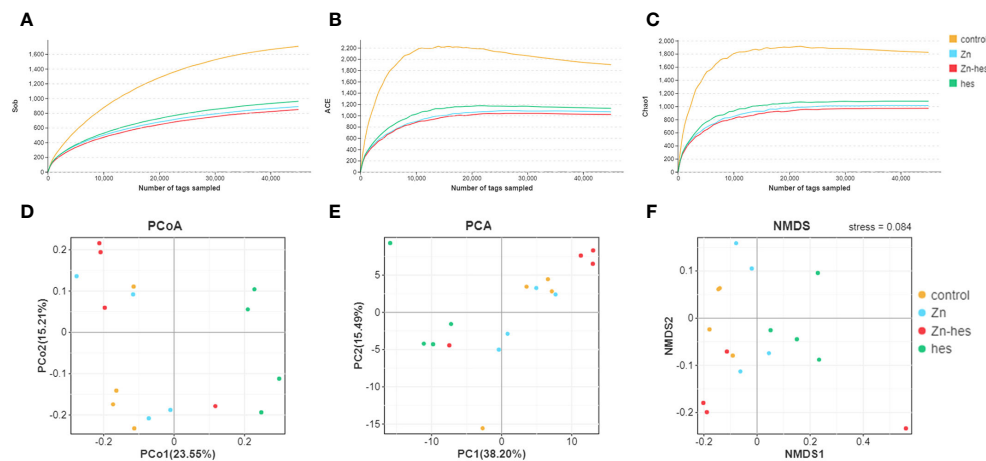 A
B
C
1,800
1,600
1,400
1,200
1,000
800
600
400
200
0
Sob
0
10,000
20,000
30,000
40,000
Number of tags sampled
2,200
2,000
1,800
1,600
1,400
1,200
1,000
800
600
400
200
0
ACE
0
10,000
20,000
30,000
40,000
Number of tags sampled
2,000
1,800
1,600
1,400
1,200
1,000
800
600
400
200
0
Chao1
0
10,000
20,000
30,000
40,000
Number of tags sampled
control
Zn
Zn-hes
hes
D
E
F
PCoA
0.2
0.1
0
-0.1
-0.2
PCo2(15.21%)
-0.2
0
0.2
PCo1(23.55%)
PCA
5
0
-5
-10
-15
PC2(15.49%)
-10
0
10
PC1(38.20%)
NMDS
stress = 0.084
0.1
0
-0.1
-0.2
NMDS2
-0.2
0
0.2
0.4
NMDS1
control
Zn
Zn-hes
hes